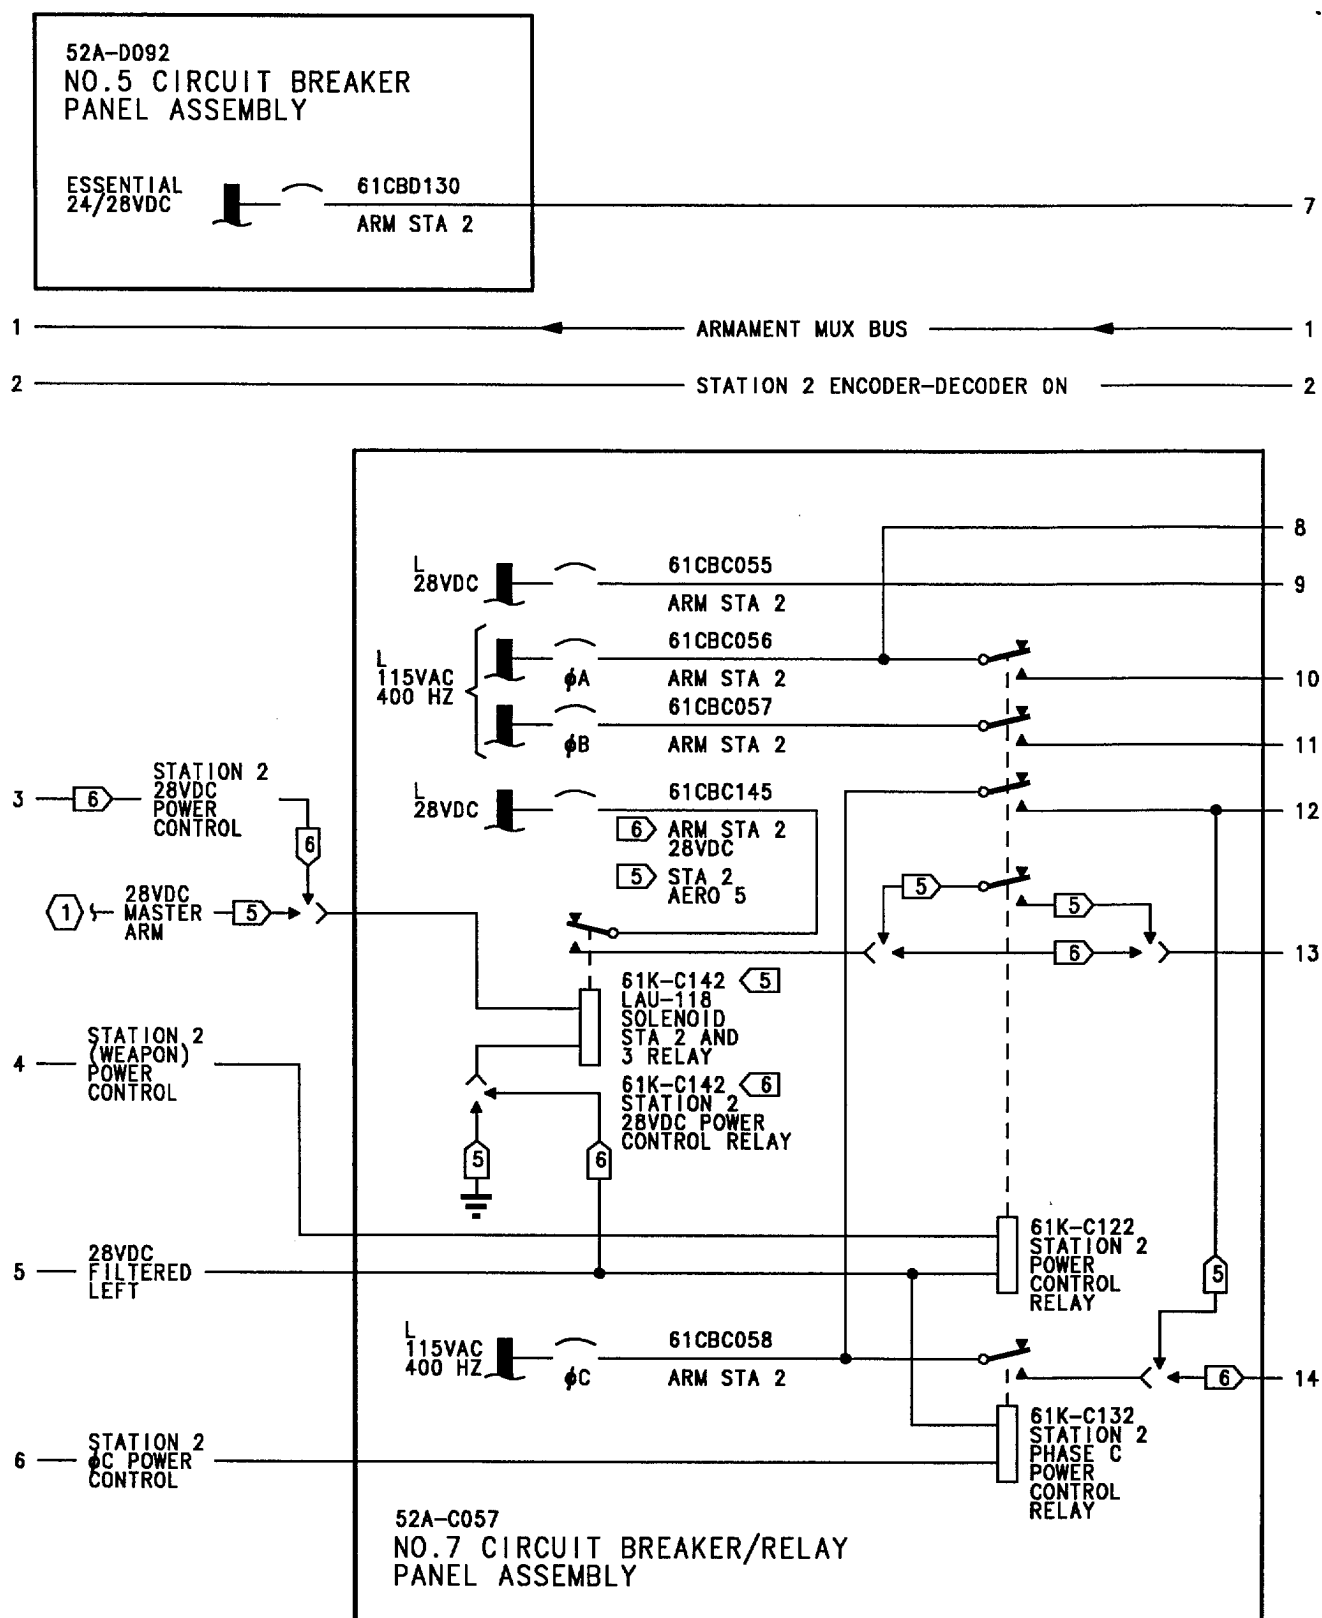 52A-D092
NO.5 CIRCUIT BREAKER
PANEL ASSEMBLY
ESSENTIAL
24/28VDC
61CBD130
ARM STA 2
7
1
ARMAMENT MUX BUS
1
2
STATION 2 ENCODER-DECODER ON
2
8
L
28VDC
61CBC055
ARM STA 2
9
L
115VAC
400 HZ
ϕA
61CBC056
ARM STA 2
10
ϕB
61CBC057
ARM STA 2
11
3
6
STATION 2
28VDC
POWER
CONTROL
6
L
28VDC
61CBC145
6
ARM STA 2
28VDC
5
STA 2
AERO 5
12
1
28VDC
MASTER
ARM
5
5
5
6
13
61K-C142
5
LAU-118
SOLENOID
STA 2 AND
3 RELAY
61K-C142
6
STATION 2
28VDC POWER
CONTROL RELAY
4
STATION 2
(WEAPON)
POWER
CONTROL
5
6
5
28VDC
FILTERED
LEFT
61K-C122
STATION 2
POWER
CONTROL
RELAY
5
L
115VAC
400 HZ
ϕC
61CBC058
ARM STA 2
6
14
6
STATION 2
ϕC POWER
CONTROL
61K-C132
STATION 2
PHASE C
POWER
CONTROL
RELAY
52A-C057
NO.7 CIRCUIT BREAKER/RELAY
PANEL ASSEMBLY